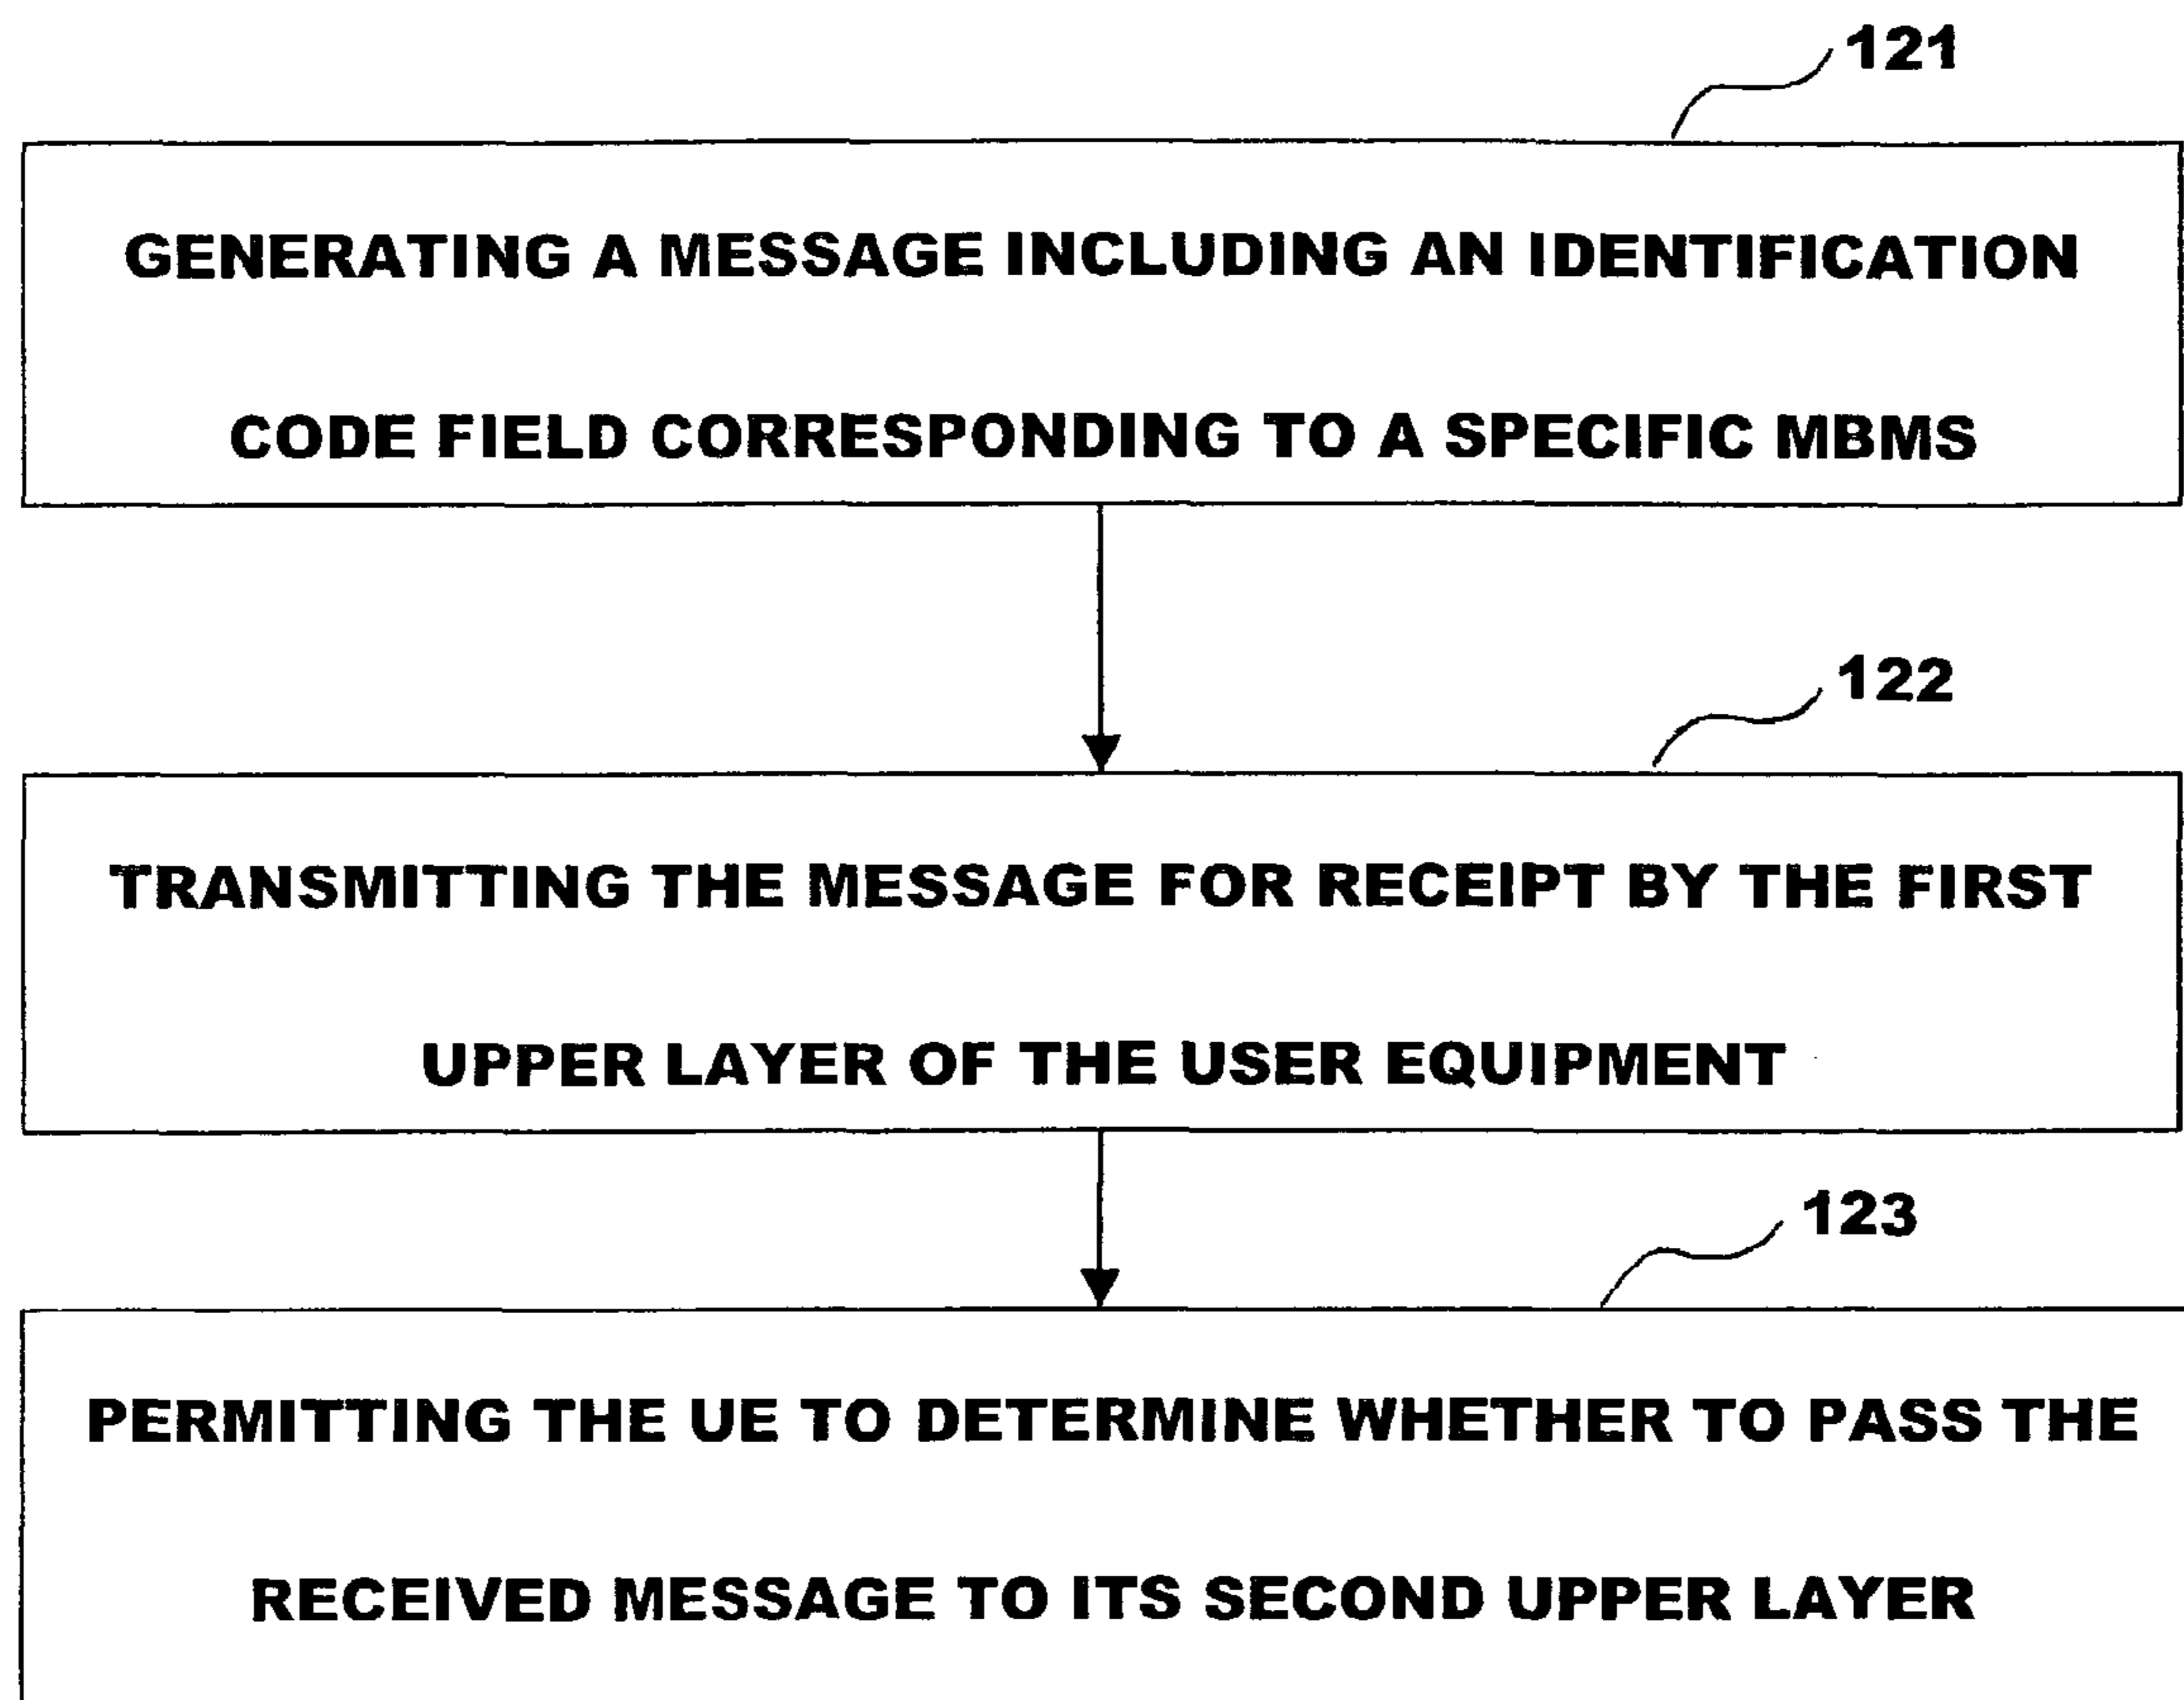 121
GENERATING A MESSAGE INCLUDING AN IDENTIFICATION
CODE FIELD CORRESPONDING TO A SPECIFIC MBMS
122
TRANSMITTING THE MESSAGE FOR RECEIPT BY THE FIRST
UPPER LAYER OF THE USER EQUIPMENT
123
PERMITTING THE UE TO DETERMINE WHETHER TO PASS THE
RECEIVED MESSAGE TO ITS SECOND UPPER LAYER